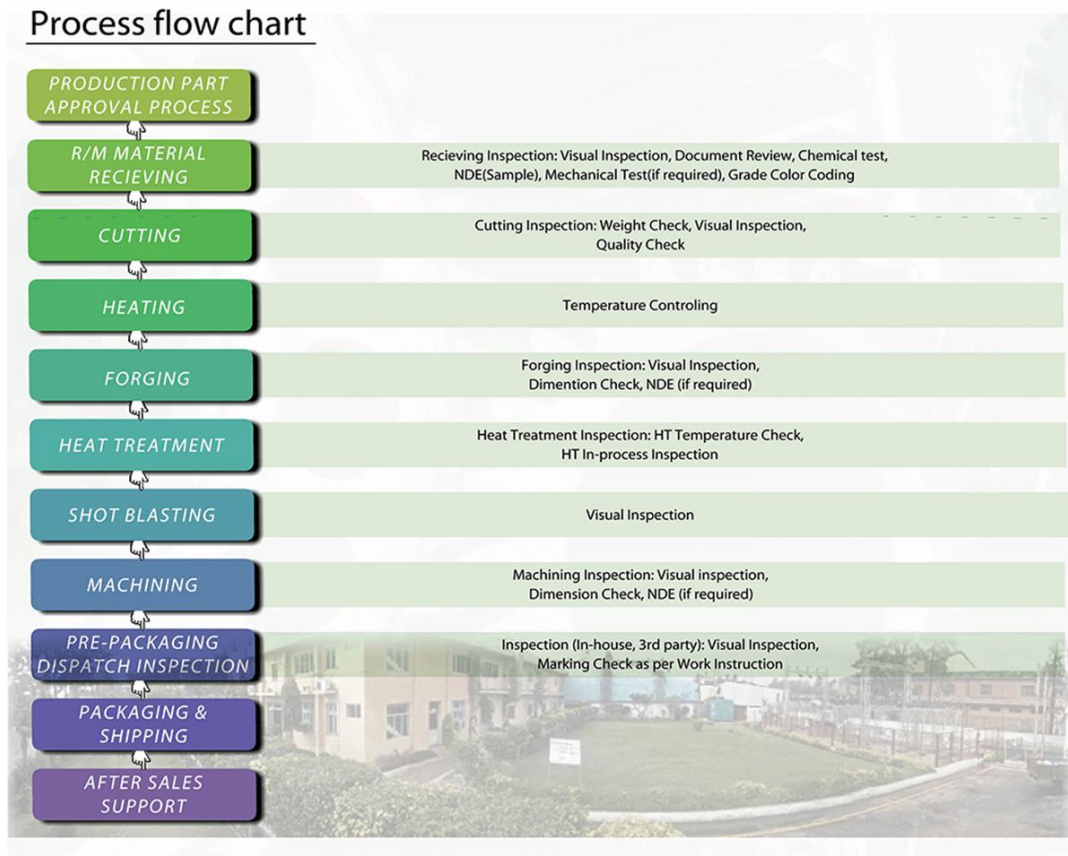 Process flow chart
PRODUCTION PART
APPROVAL PROCESS
R/M MATERIAL
RECIEVING
Recieving Inspection: Visual Inspection, Document Review, Chemical test,
NDE(Sample), Mechanical Test(if required), Grade Color Coding
CUTTING
Cutting Inspection: Weight Check, Visual Inspection,
Quality Check
HEATING
Temperature Controling
FORGING
Forging Inspection: Visual Inspection,
Dimention Check, NDE (if required)
HEAT TREATMENT
Heat Treatment Inspection: HT Temperature Check,
HT In-process Inspection
SHOT BLASTING
Visual Inspection
MACHINING
Machining Inspection: Visual inspection,
Dimension Check, NDE (if required)
PRE-PACKAGING
DISPATCH INSPECTION
Inspection (In-house, 3rd party): Visual Inspection,
Marking Check as per Work Instruction
PACKAGING &
SHIPPING
AFTER SALES
SUPPORT